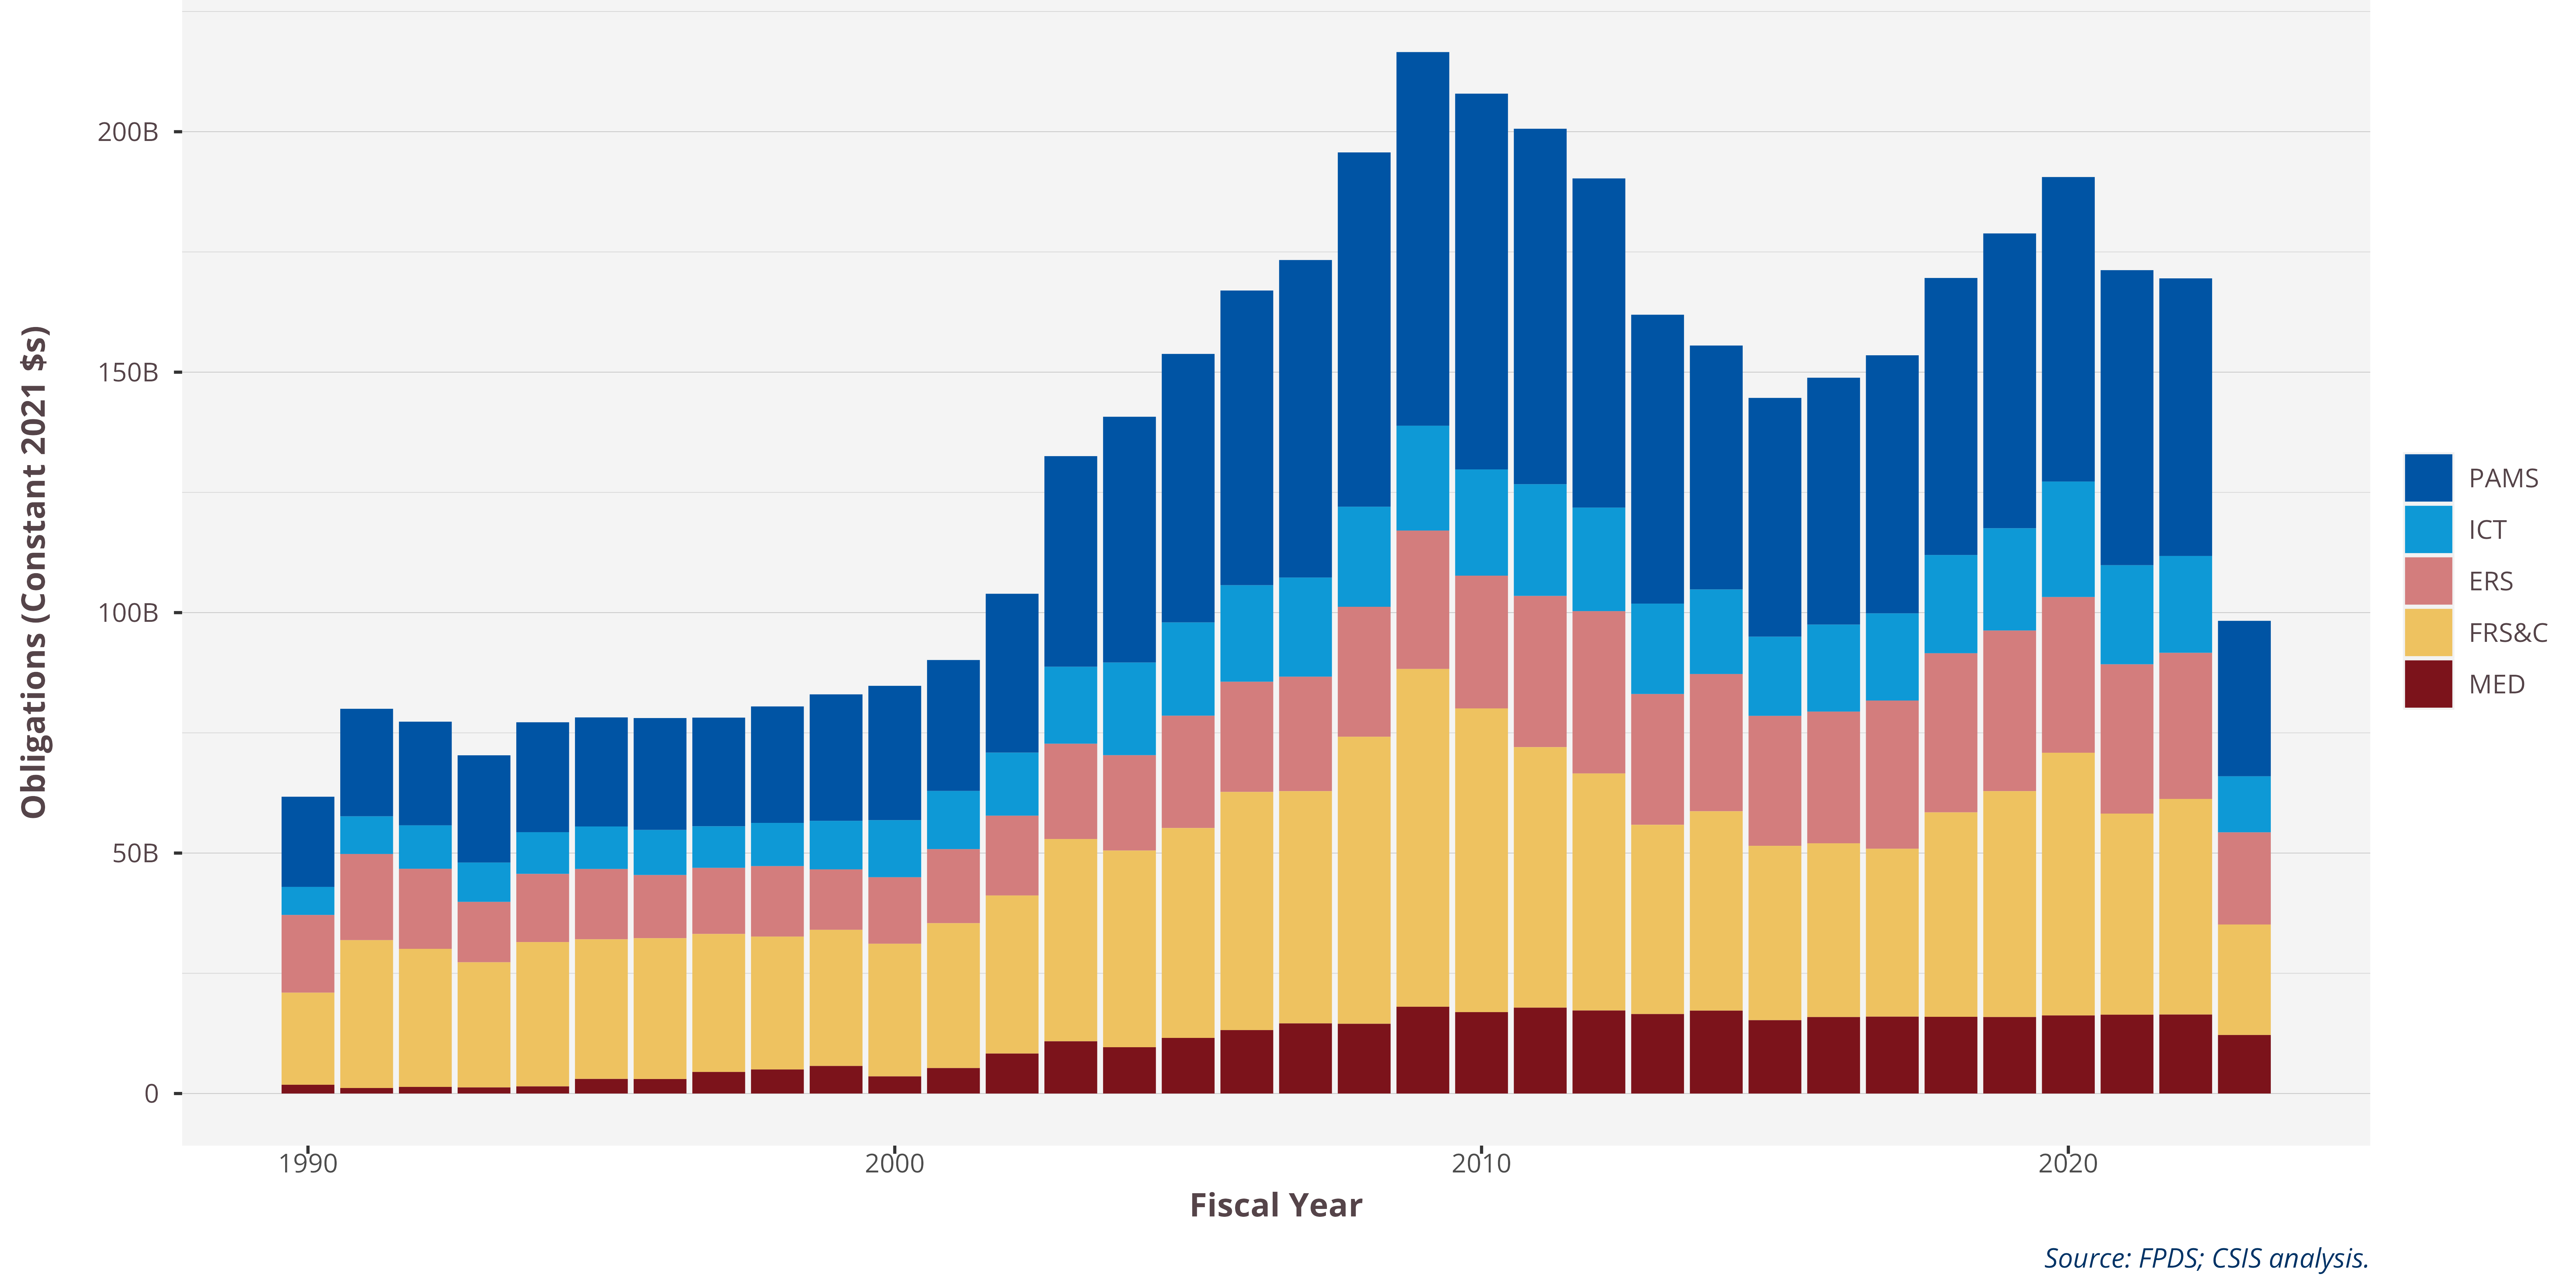 Obligations (Constant 2021 $s)
200B
150B
100B
50B
0
1990
2000
2010
2020
Fiscal Year
PAMS
ICT
ERS
FRS&C
MED
Source: FPDS; CSIS analysis.